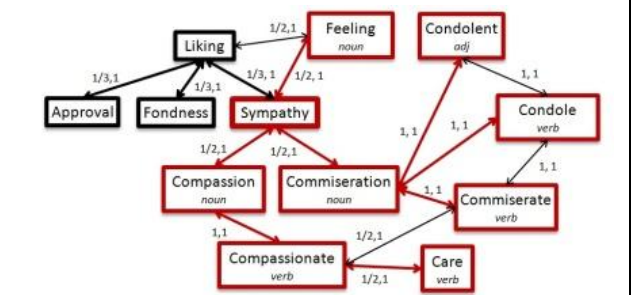 Feeling
noun
Condolent
adj
Liking
1/2,1
1/3,1
1/3,1
1/3, 1
1/2, 1
1, 1
Approval
Fondness
Sympathy
Condole
verb
1, 1
1, 1
1/2,1
1/2,1
1, 1
Compassion
noun
Commiseration
noun
1, 1
Commiserate
verb
1,1
1/2,1
Compassionate
verb
1/2,1
Care
verb